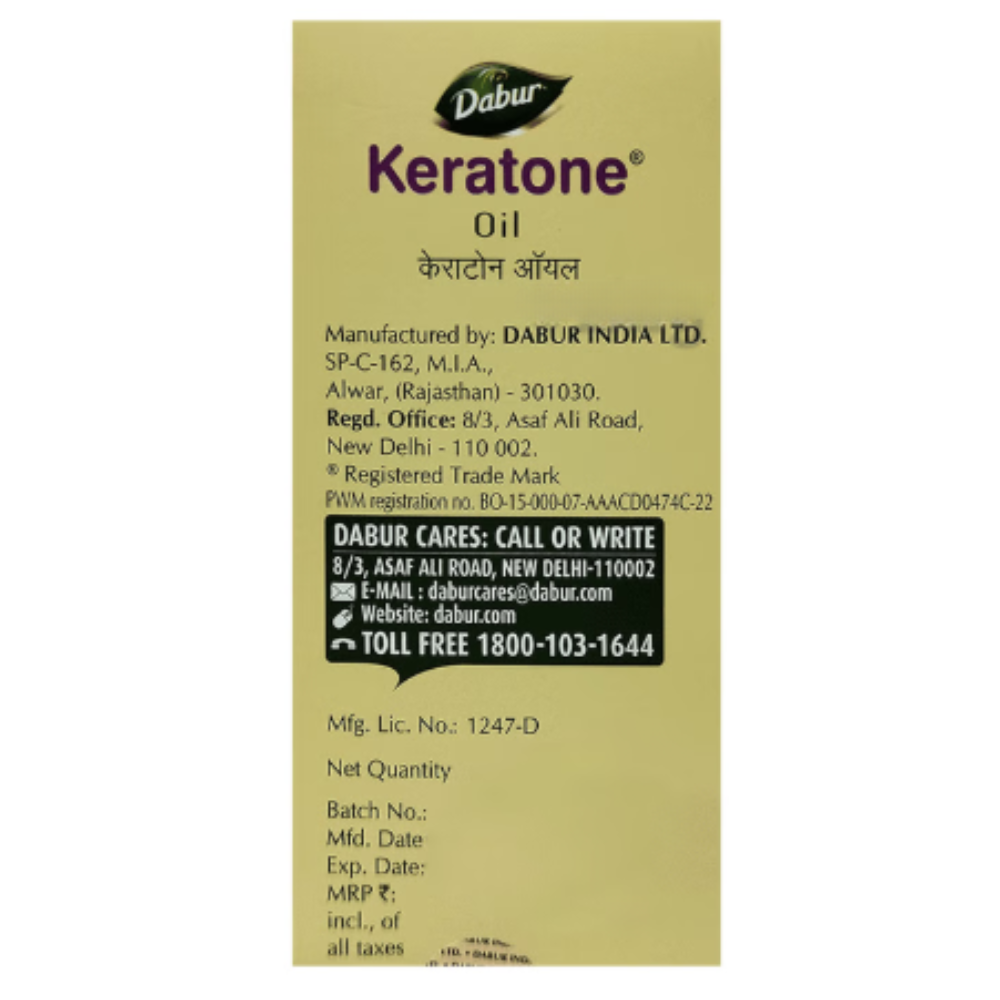 Dabur
Keratone®
Oil
केराटोन ऑयल
Manufactured by: DABUR INDIA LTD.
SP-C-162, M.I.A.,
Alwar, (Rajasthan) - 301030.
Regd. Office: 8/3, Asaf Ali Road,
New Delhi - 110 002.
® Registered Trade Mark
PWM registration no. BO-15-000-07-AAACD0474C-22
DABUR CARES: CALL OR WRITE
8/3, ASAF ALI ROAD, NEW DELHI-110002
E-MAIL : daburcares@dabur.com
Website: dabur.com
TOLL FREE 1800-103-1644
Mfg. Lic. No.: 1247-D
Net Quantity
Batch No.:
Mfd. Date
Exp. Date:
MRP ₹:
incl., of
all taxes